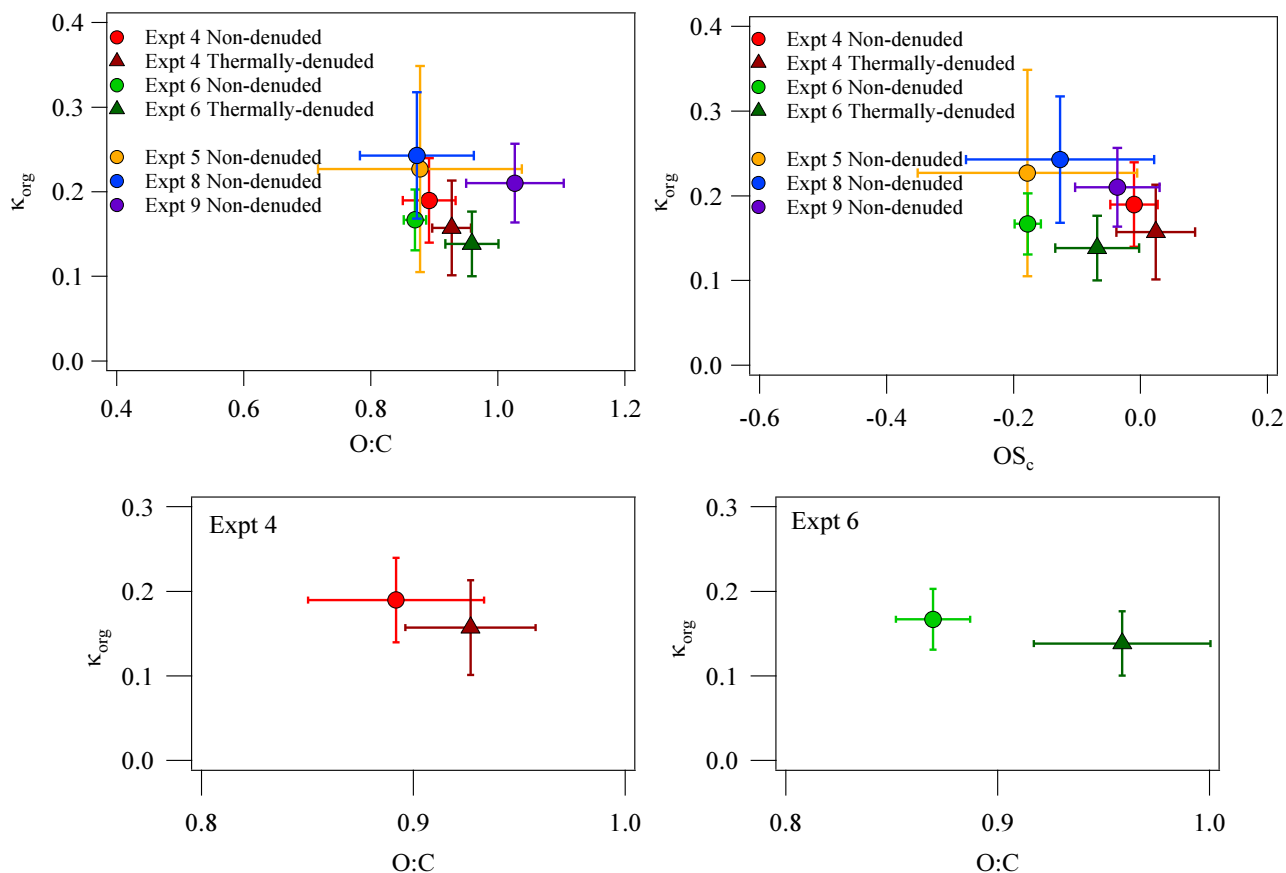 0.4
0.3
0.2
0.1
0.0
κorg
Expt 4 Non-denuded
Expt 4 Thermally-denuded
Expt 6 Non-denuded
Expt 6 Thermally-denuded
Expt 5 Non-denuded
Expt 8 Non-denuded
Expt 9 Non-denuded
0.4 0.6 0.8 1.0 1.2
O:C
0.4
0.3
0.2
0.1
0.0
κorg
Expt 4 Non-denuded
Expt 4 Thermally-denuded
Expt 6 Non-denuded
Expt 6 Thermally-denuded
Expt 5 Non-denuded
Expt 8 Non-denuded
Expt 9 Non-denuded
-0.6 -0.4 -0.2 0.0 0.2
OSc
0.3
0.2
0.1
0.0
κorg
Expt 4
0.8 0.9 1.0
O:C
0.3
0.2
0.1
0.0
κorg
Expt 6
0.8 0.9 1.0
O:C